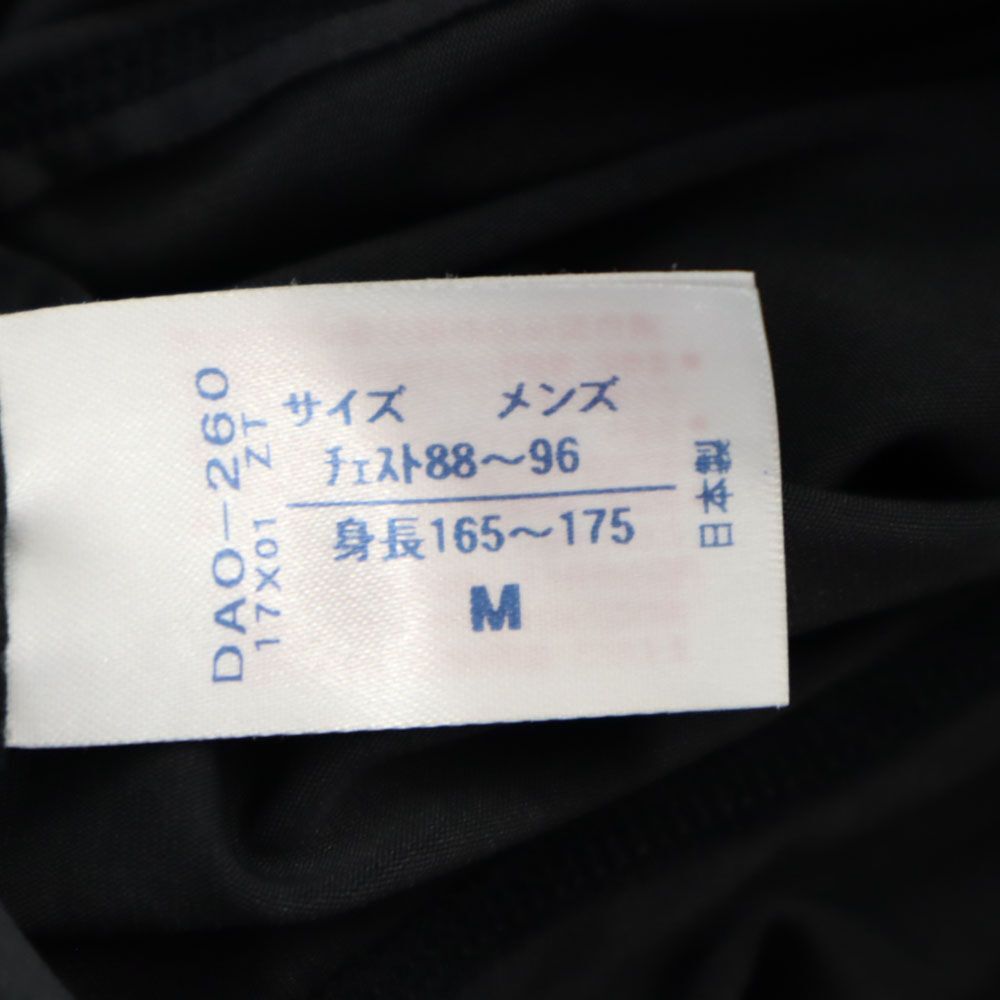 サイズ メンズ
チェスト88〜96
身長165〜175
M
DAO-260
17X01 ZT
日本製